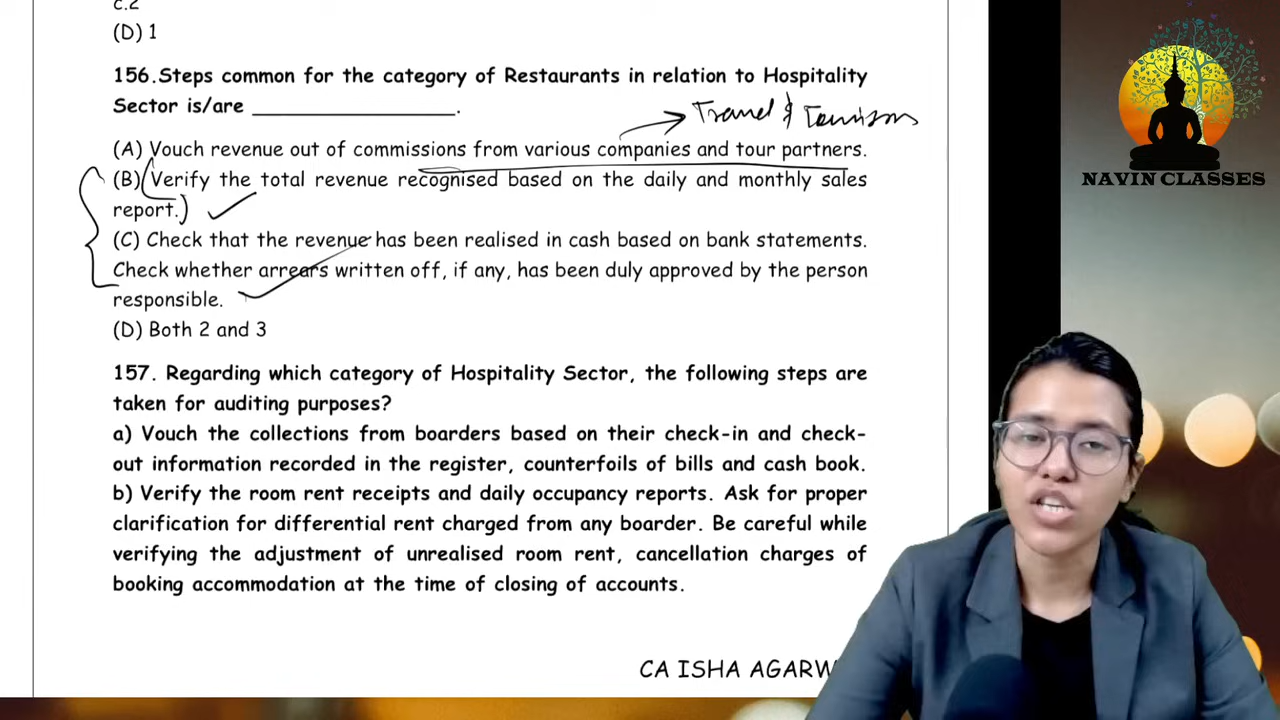 c.2
(D) 1
156.Steps common for the category of Restaurants in relation to Hospitality
Sector is/are ____________________.
Travel & Tourism
(A) Vouch revenue out of commissions from various companies and tour partners.
(B) Verify the total revenue recognised based on the daily and monthly sales
report.)
(C) Check that the revenue has been realised in cash based on bank statements.
Check whether arrears written off, if any, has been duly approved by the person
responsible.
(D) Both 2 and 3
157. Regarding which category of Hospitality Sector, the following steps are
taken for auditing purposes?
a) Vouch the collections from boarders based on their check-in and check-
out information recorded in the register, counterfoils of bills and cash book.
b) Verify the room rent receipts and daily occupancy reports. Ask for proper
clarification for differential rent charged from any boarder. Be careful while
verifying the adjustment of unrealised room rent, cancellation charges of
booking accommodation at the time of closing of accounts.
CA ISHA AGARW
NAVIN CLASSES